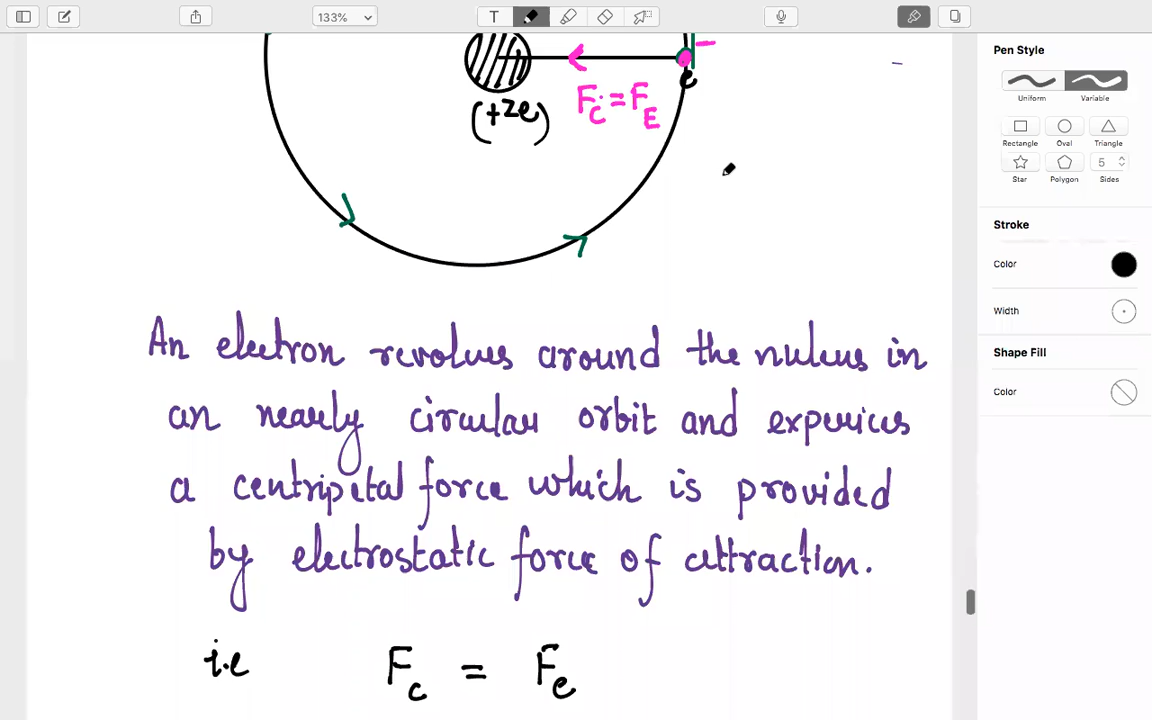 133%
T
Pen Style
Uniform
Variable
Rectangle
Oval
Triangle
Star
Polygon
5
Sides
Stroke
Color
Width
Shape Fill
Color
e
-
(+ze)
Fc = FE
An electron revolves around the nuleus in
an nearly circular orbit and experices
a centripetal force which is provided
by electrostatic force of attraction.
i.e Fc = Fe